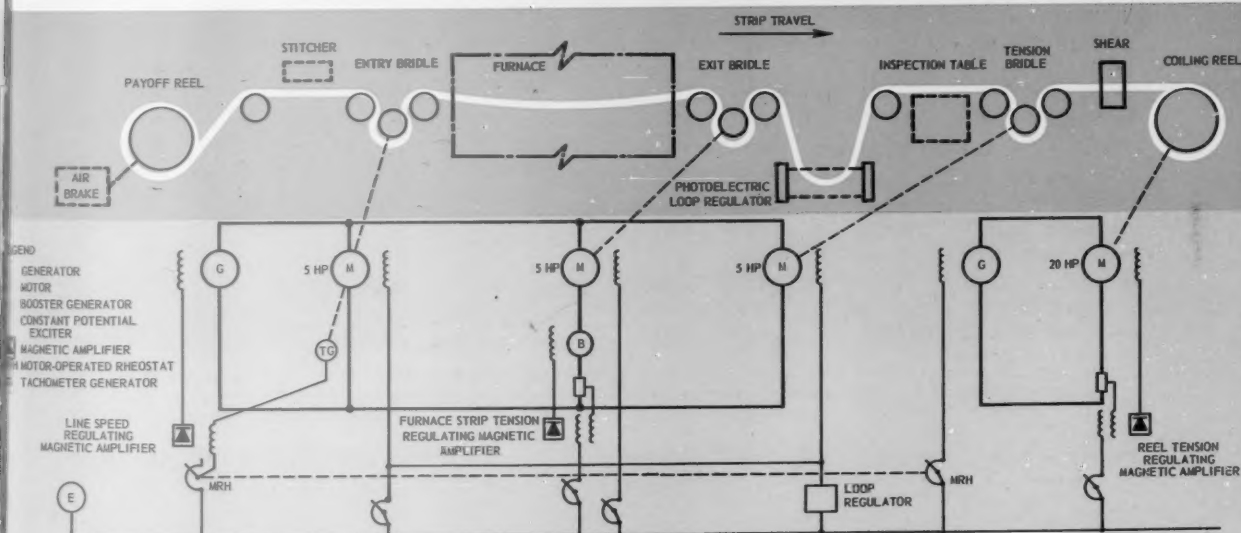 STRIP TRAVEL
STITCHER
PAYOFF REEL
ENTRY BRIDLE
FURNACE
EXIT BRIDLE
INSPECTION TABLE
TENSION
BRIDLE
SHEAR
COILING REEL
AIR
BRAKE
PHOTOELECTRIC
LOOP REGULATOR
GENERATOR
MOTOR
BOOSTER GENERATOR
CONSTANT POTENTIAL
EXCITER
MAGNETIC AMPLIFIER
MOTOR-OPERATED RHEOSTAT
TACHOMETER GENERATOR
G
5 HP M
5 HP M
5 HP M
G
20 HP M
TG
B
LINE SPEED
REGULATING
MAGNETIC AMPLIFIER
FURNACE STRIP TENSION
REGULATING MAGNETIC
AMPLIFIER
REEL TENSION
REGULATING
MAGNETIC AMPLIFIER
MRH
MRH
LOOP
REGULATOR
E